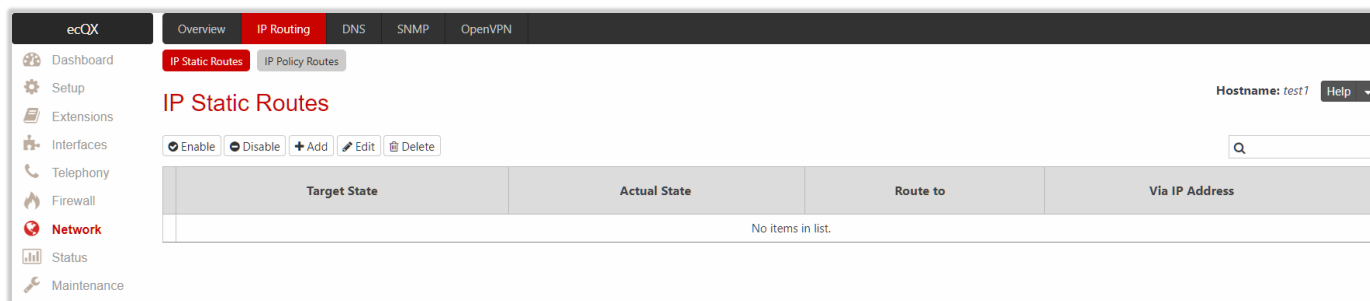 ecQX
Overview IP Routing DNS SNMP OpenVPN
Dashboard
Setup
Extensions
Interfaces
Telephony
Firewall
Network
Status
Maintenance
IP Static Routes IP Policy Routes
Hostname: test1 Help
IP Static Routes
Enable Disable Add Edit Delete
Target State Actual State Route to Via IP Address
No items in list.